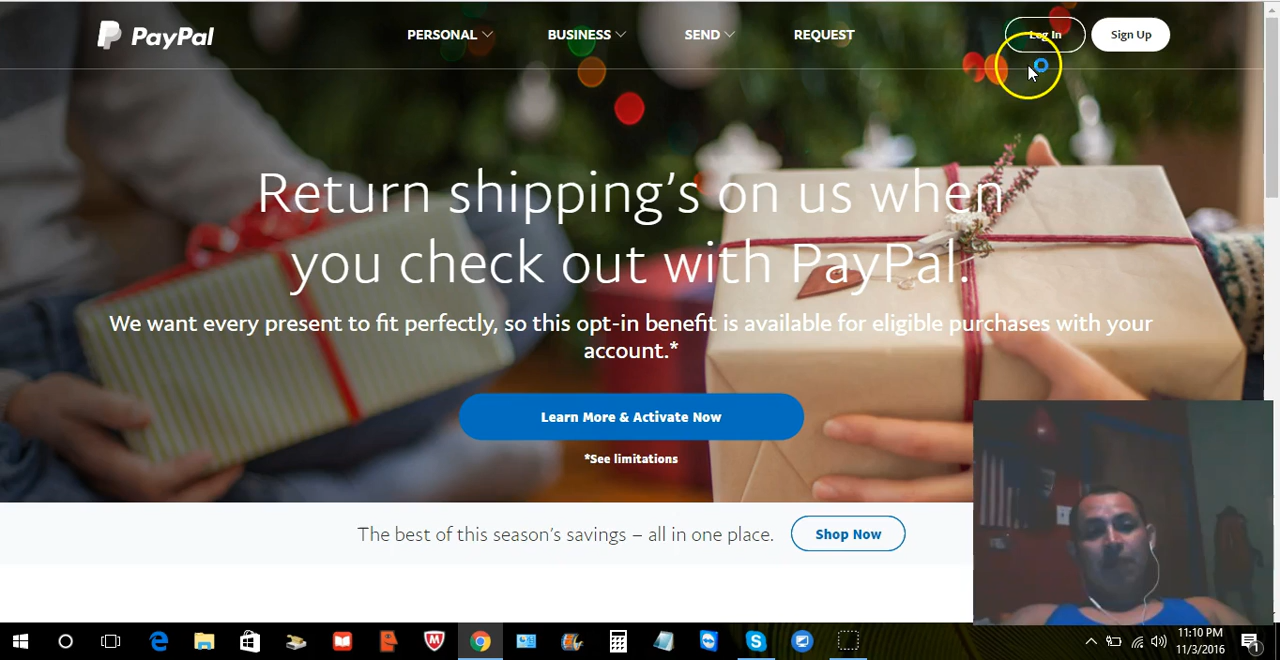 PayPal
PERSONAL
BUSINESS
SEND
REQUEST
Log In
Sign Up
Return shipping's on us when
you check out with PayPal.
We want every present to fit perfectly, so this opt-in benefit is available for eligible purchases with your
account.*
Learn More & Activate Now
*See limitations
The best of this season's savings – all in one place.
Shop Now
11:10 PM
11/3/2016